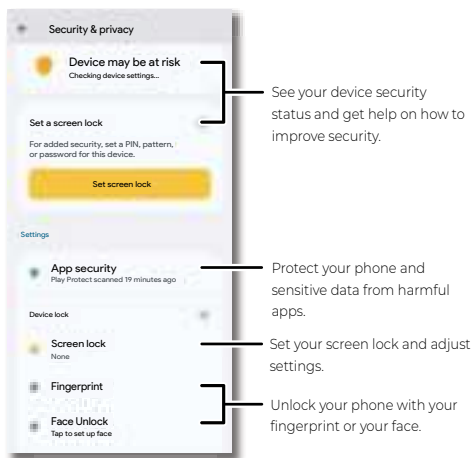 Security & privacy
Device may be at risk
Checking device settings...
Set a screen lock
For added security, set a PIN, pattern,
or password for this device.
Set screen lock
Settings
App security
Play Protect scanned 19 minutes ago
Device lock
Screen lock
None
Fingerprint
Face Unlock
Tap to set up face
See your device security
status and get help on how to
improve security.
Protect your phone and
sensitive data from harmful
apps.
Set your screen lock and adjust
settings.
Unlock your phone with your
fingerprint or your face.